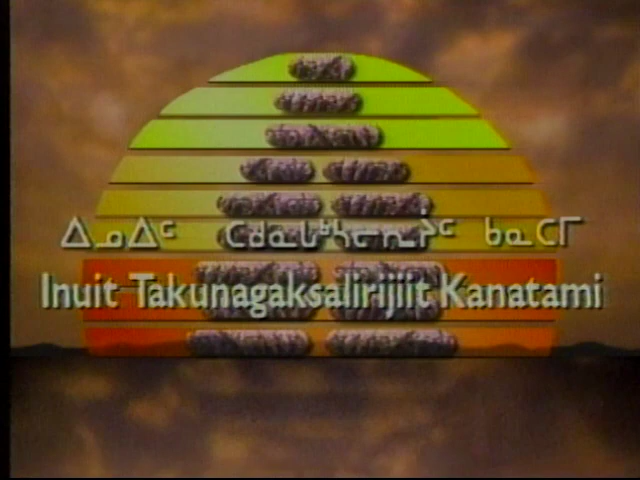 ᐃᓄᐃᑦ ᑕᑯᓇᒐᒃᓴᓕᕆᔩᑦ ᑲᓇᑕᒥ
Inuit Takunagaksalirijiit Kanatami